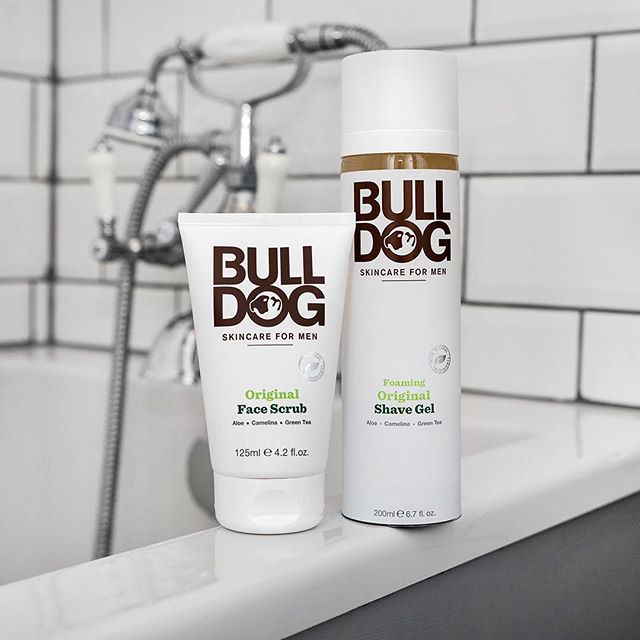 BULL
DOG
SKINCARE FOR MEN
Original
Face Scrub
Aloe • Camelina • Green Tea
125ml ℮ 4.2 fl.oz.
BULL
DOG
SKINCARE FOR MEN
Foaming
Original
Shave Gel
Aloe • Camelina • Green Tea
200ml ℮ 6.7 fl. oz.